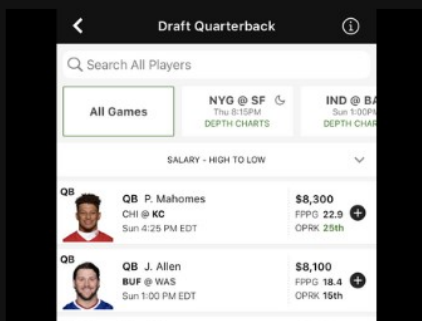 Draft Quarterback
Search All Players
All Games
NYG @ SF
Thu 8:15PM
DEPTH CHARTS
IND @ BA
Sun 1:00PM
DEPTH CHAR
SALARY - HIGH TO LOW
QB
QB P. Mahomes
CHI @ KC
Sun 4:25 PM EDT
$8,300
FPPG 22.9
OPRK 25th
QB
QB J. Allen
BUF @ WAS
Sun 1:00 PM EDT
$8,100
FPPG 18.4
OPRK 15th